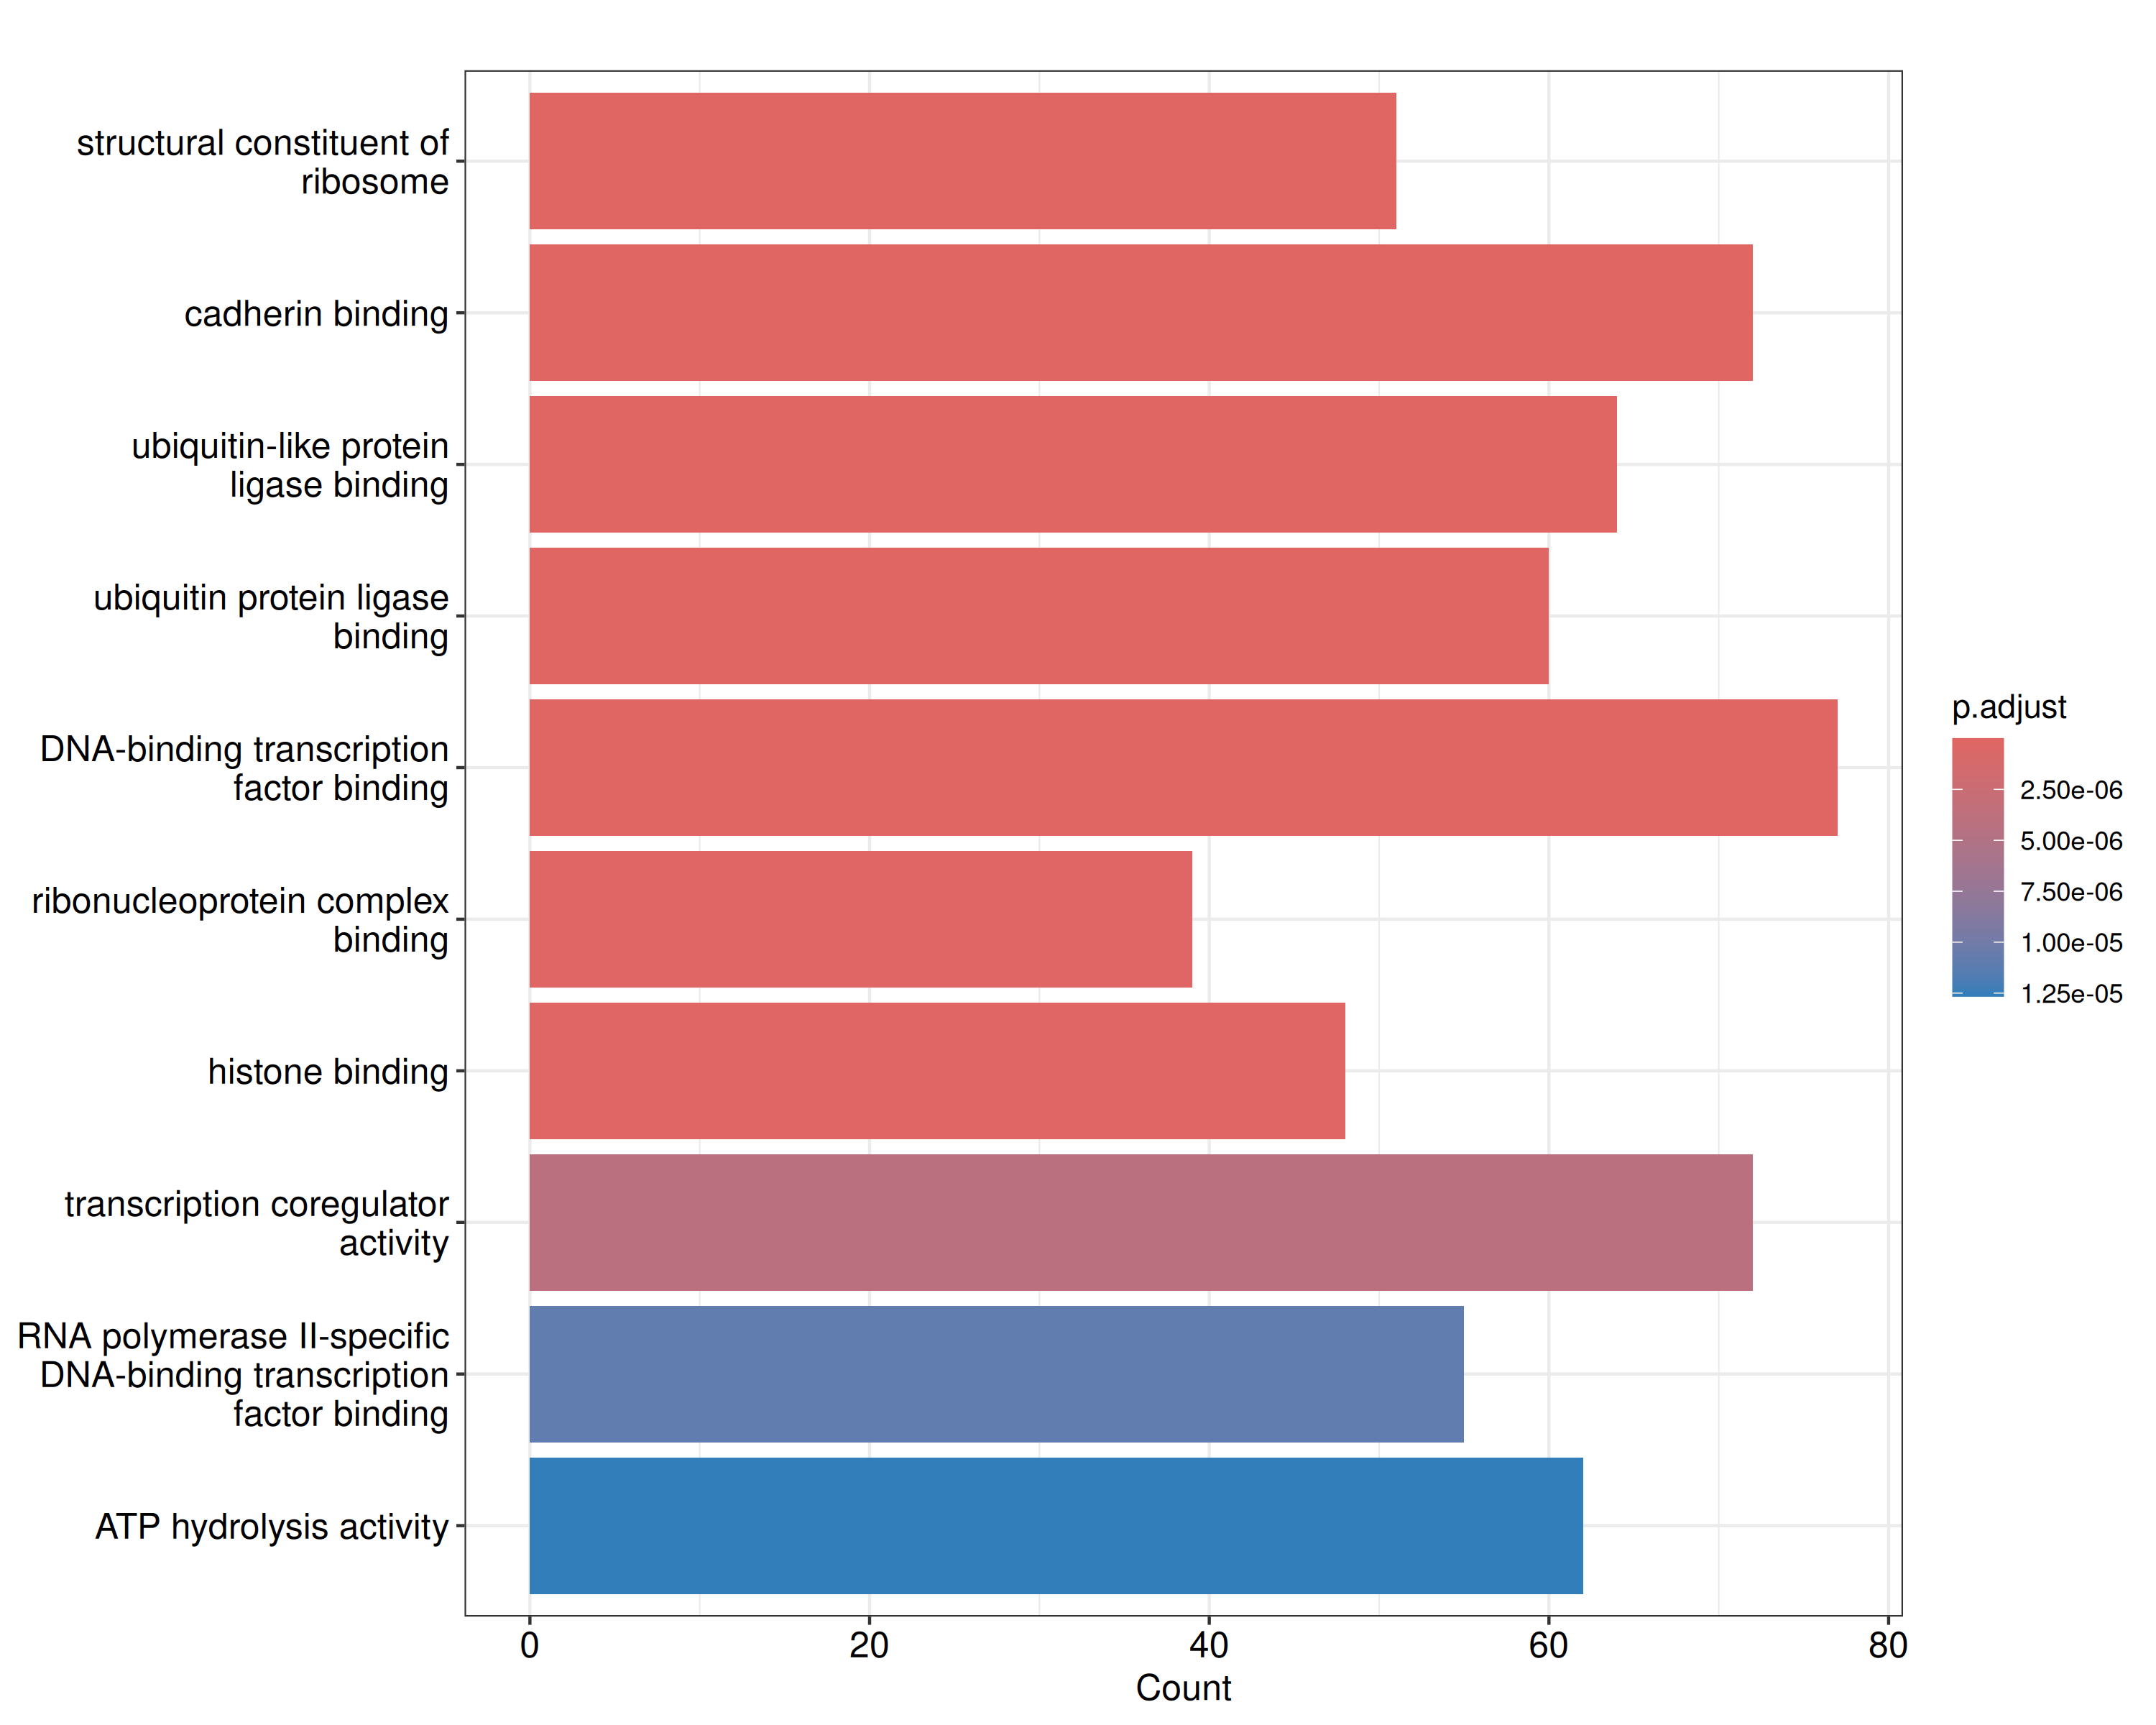 structural constituent of
ribosome
cadherin binding
ubiquitin-like protein
ligase binding
ubiquitin protein ligase
binding
DNA-binding transcription
factor binding
ribonucleoprotein complex
binding
histone binding
transcription coregulator
activity
RNA polymerase II-specific
DNA-binding transcription
factor binding
ATP hydrolysis activity
0 20 40 60 80
Count
p.adjust
2.50e-06
5.00e-06
7.50e-06
1.00e-05
1.25e-05